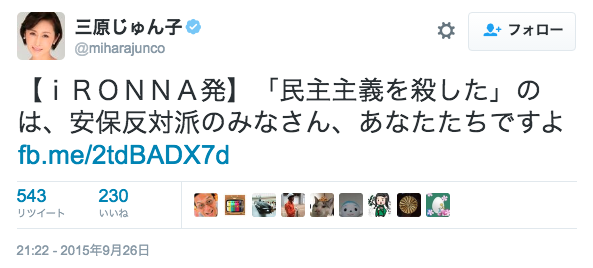 三原じゅん子
@miharajunco
フォロー
【ｉＲＯＮＮＡ発】「民主主義を殺した」の
は、安保反対派のみなさん、あなたたちですよ
fb.me/2tdBADX7d
543 230
リツイート いいね
21:22 - 2015年9月26日